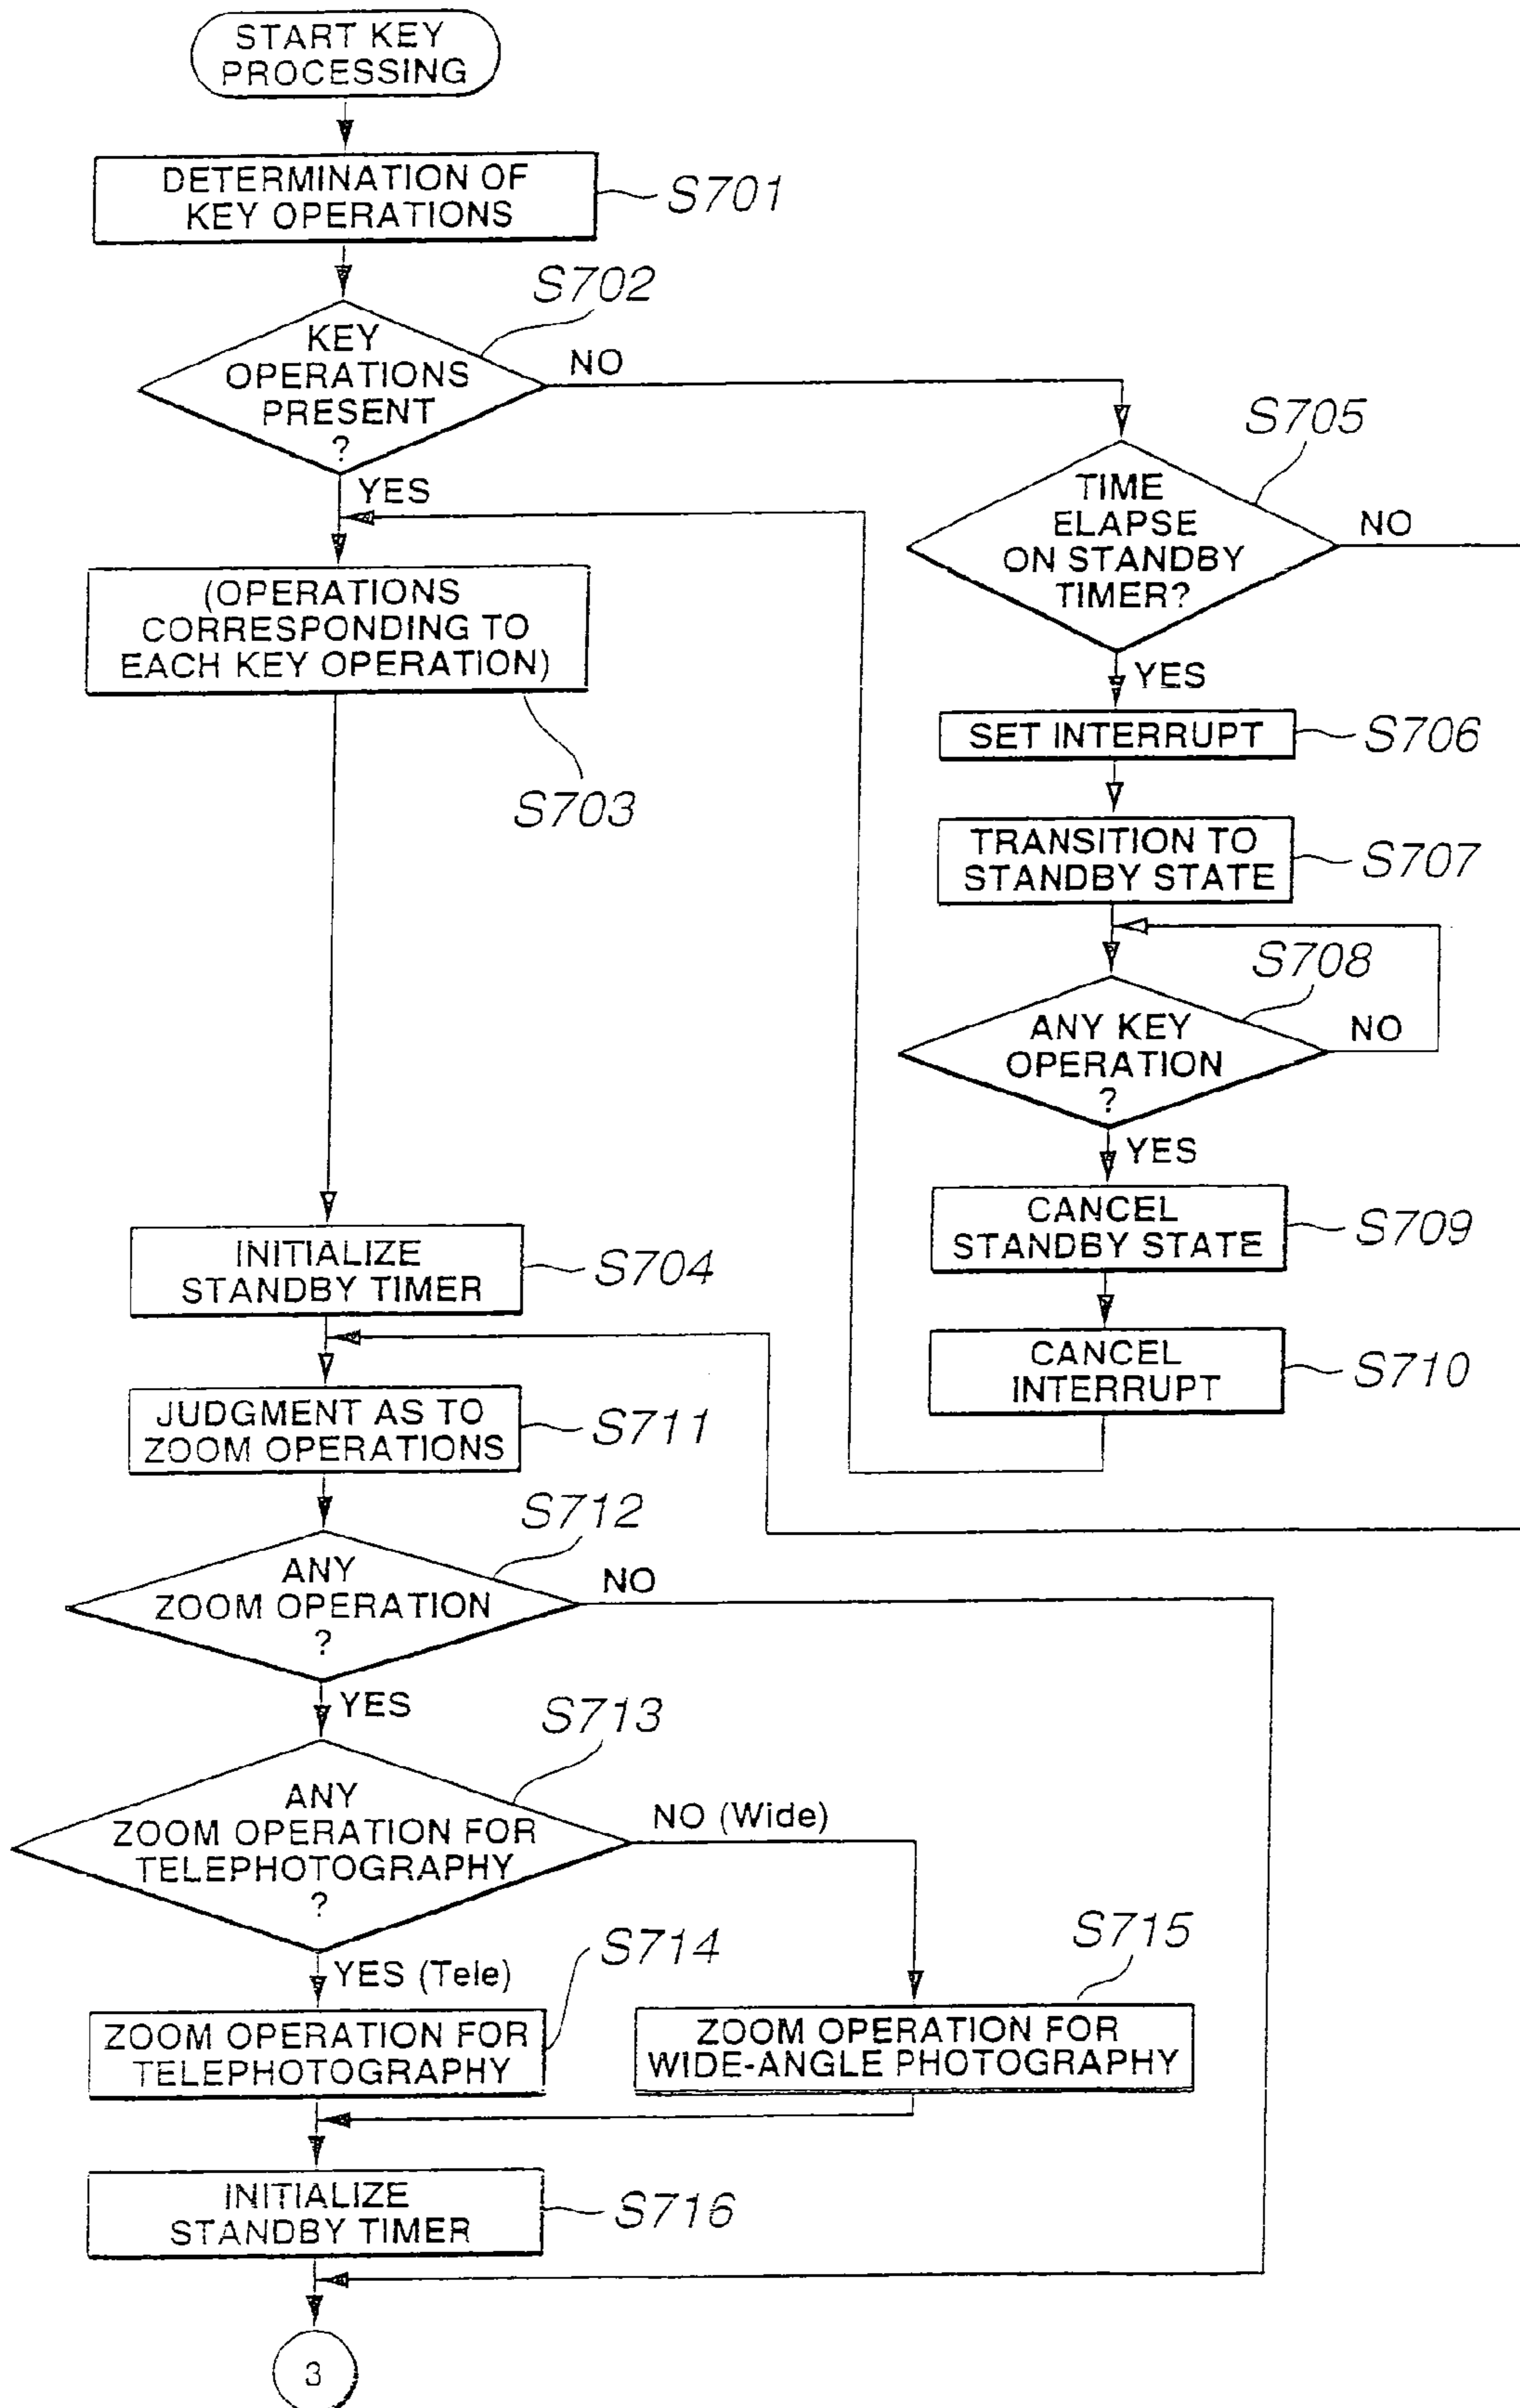 START KEY
PROCESSING
DETERMINATION OF
KEY OPERATIONS
S701
S702
KEY
OPERATIONS
PRESENT
?
NO
YES
S705
TIME
ELAPSE
ON STANDBY
TIMER?
NO
YES
(OPERATIONS
CORRESPONDING TO
EACH KEY OPERATION)
S703
SET INTERRUPT
S706
TRANSITION TO
STANDBY STATE
S707
S708
ANY KEY
OPERATION
?
NO
YES
CANCEL
STANDBY STATE
S709
CANCEL
INTERRUPT
S710
INITIALIZE
STANDBY TIMER
S704
JUDGMENT AS TO
ZOOM OPERATIONS
S711
S712
ANY
ZOOM OPERATION
?
NO
YES
S713
ANY
ZOOM OPERATION FOR
TELEPHOTOGRAPHY
?
NO (Wide)
YES (Tele)
S714
ZOOM OPERATION FOR
TELEPHOTOGRAPHY
S715
ZOOM OPERATION FOR
WIDE-ANGLE PHOTOGRAPHY
INITIALIZE
STANDBY TIMER
S716
3